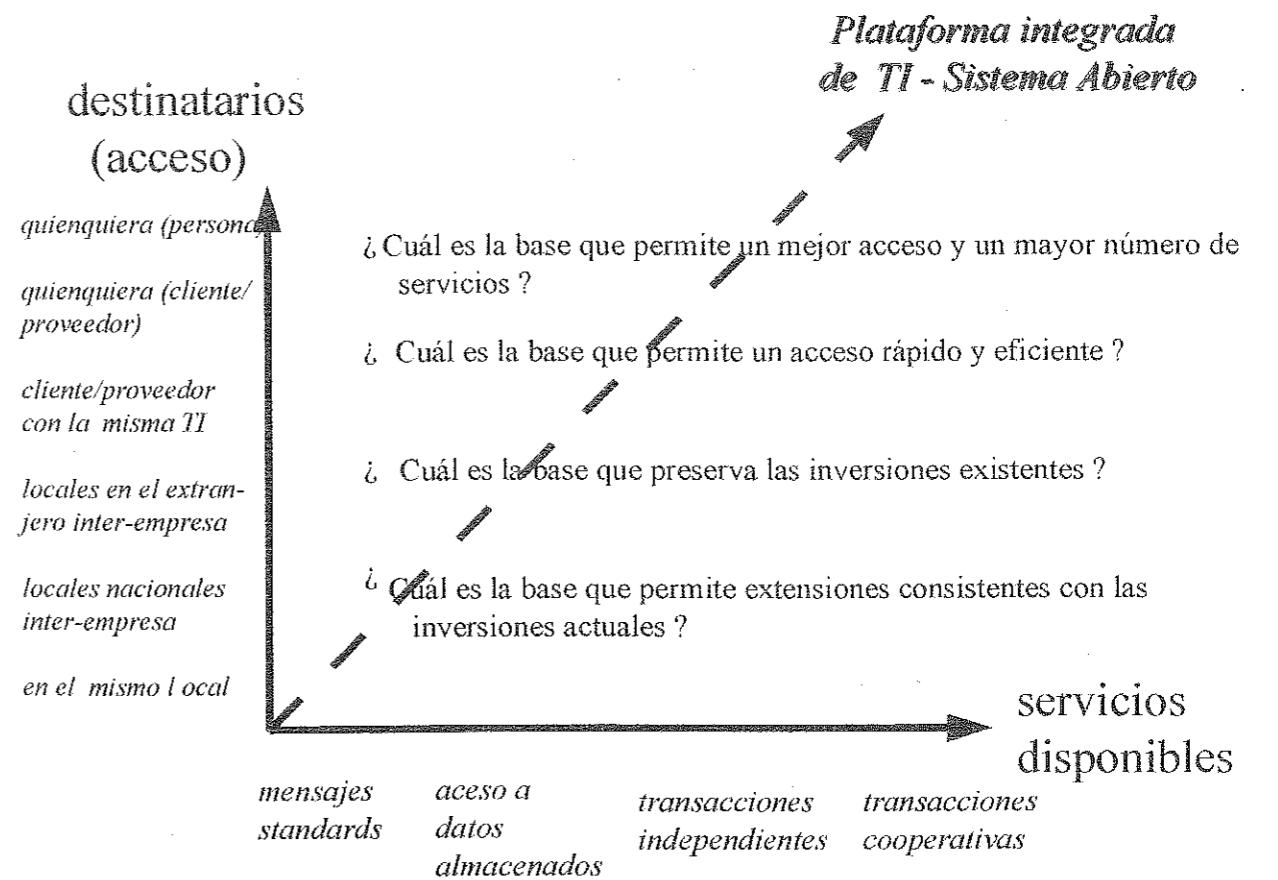 Plataforma integrada
de TI - Sistema Abierto
destinatarios
(acceso)
quienquiera (persona)
quienquiera (cliente/
proveedor)
cliente/proveedor
con la misma TI
locales en el extran-
jero inter-empresa
locales nacionales
inter-empresa
en el mismo l ocal
¿ Cuál es la base que permite un mejor acceso y un mayor número de
servicios ?
¿ Cuál es la base que permite un acceso rápido y eficiente ?
¿ Cuál es la base que preserva las inversiones existentes ?
¿ Cuál es la base que permite extensiones consistentes con las
inversiones actuales ?
servicios
disponibles
mensajes
standards
aceso a
datos
almacenados
transacciones
independientes
transacciones
cooperativas